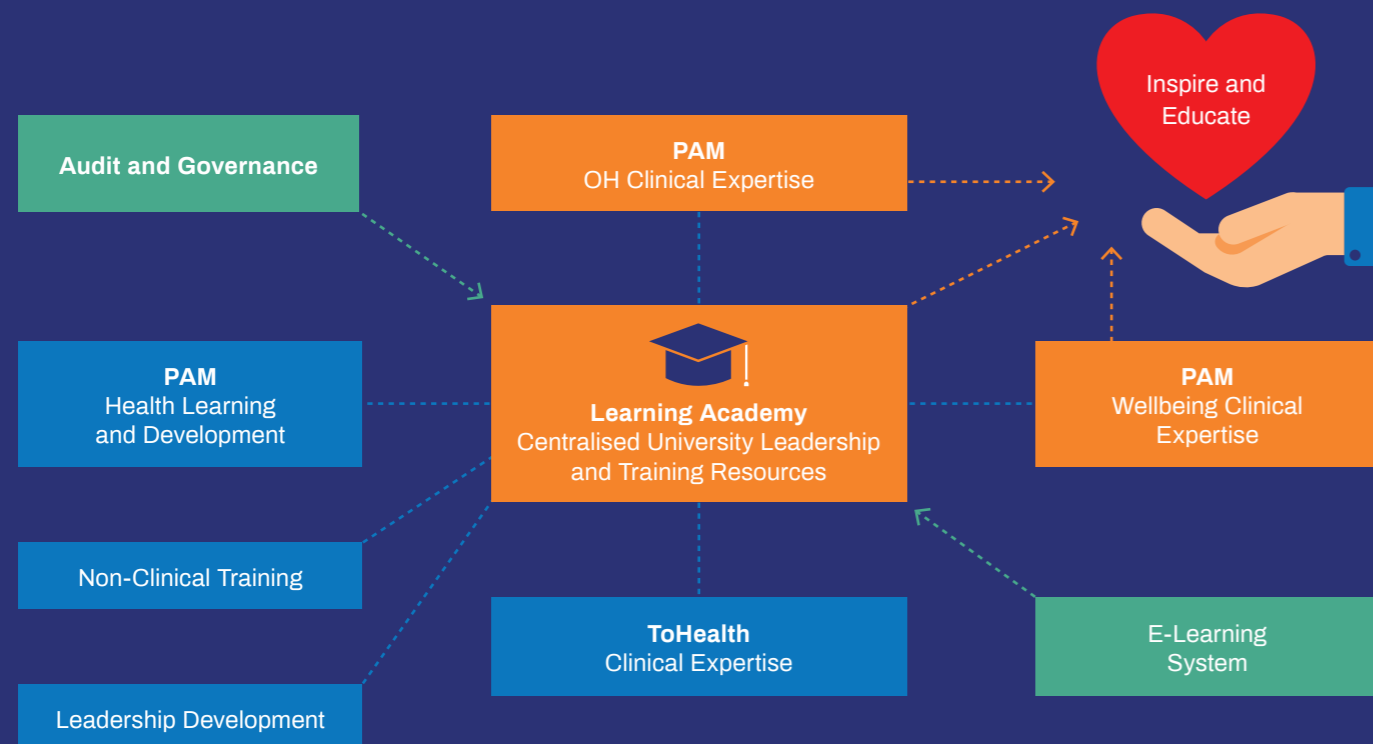 Inspire and
Educate
Audit and Governance
PAM
OH Clinical Expertise
PAM
Health Learning
and Development
Learning Academy
Centralised University Leadership
and Training Resources
PAM
Wellbeing Clinical
Expertise
Non-Clinical Training
ToHealth
Clinical Expertise
E-Learning
System
Leadership Development